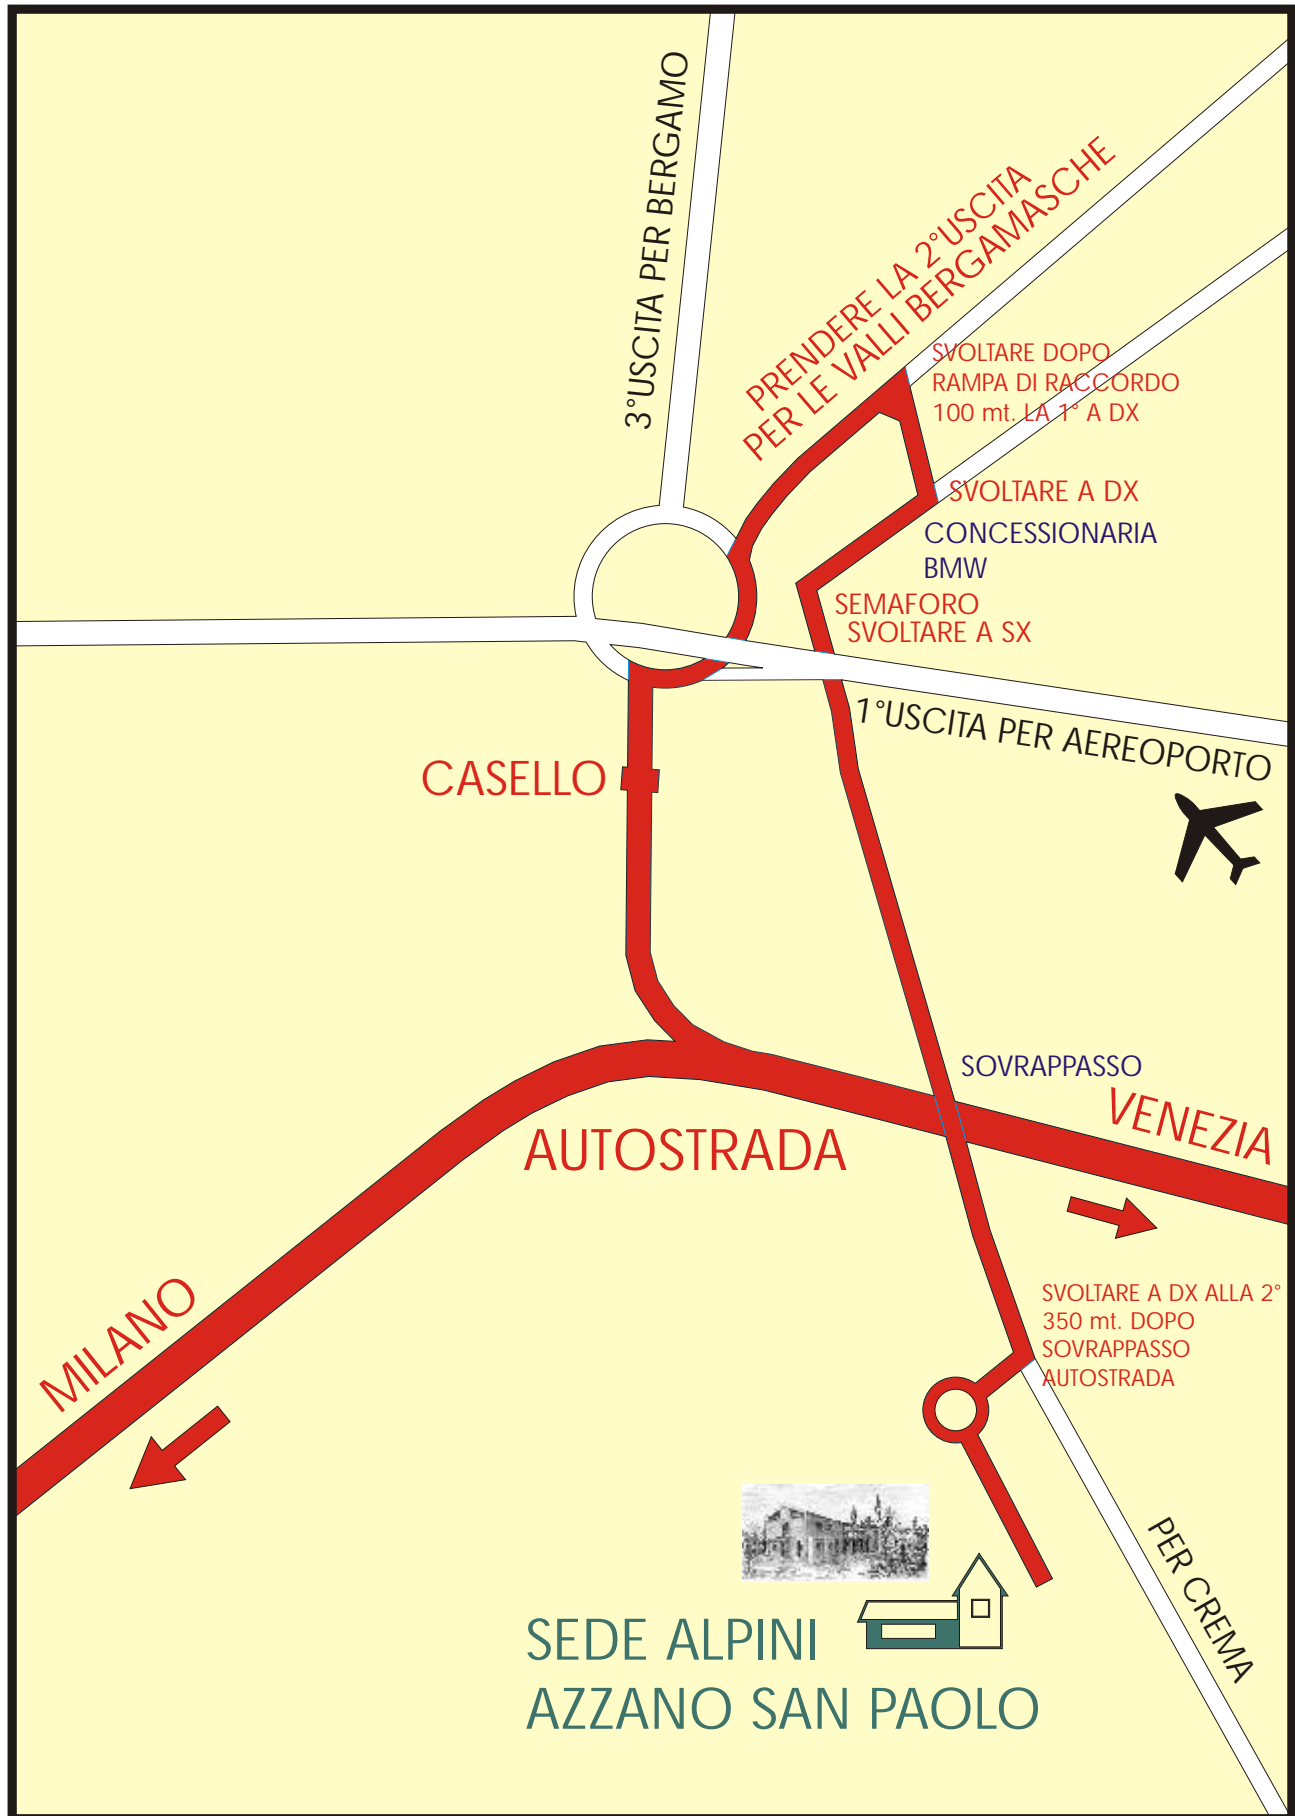 3°USCITA PER BERGAMO
PRENDERE LA 2°USCITA
PER LE VALLI BERGAMASCHE
SVOLTARE DOPO
RAMPA DI RACCORDO
100 mt. LA 1° A DX
SVOLTARE A DX
CONCESSIONARIA
BMW
SEMAFORO
SVOLTARE A SX
1°USCITA PER AEREOPORTO
CASELLO
SOVRAPPASSO
VENEZIA
AUTOSTRADA
MILANO
SVOLTARE A DX ALLA 2°
350 mt. DOPO
SOVRAPPASSO
AUTOSTRADA
PER CREMA
SEDE ALPINI
AZZANO SAN PAOLO